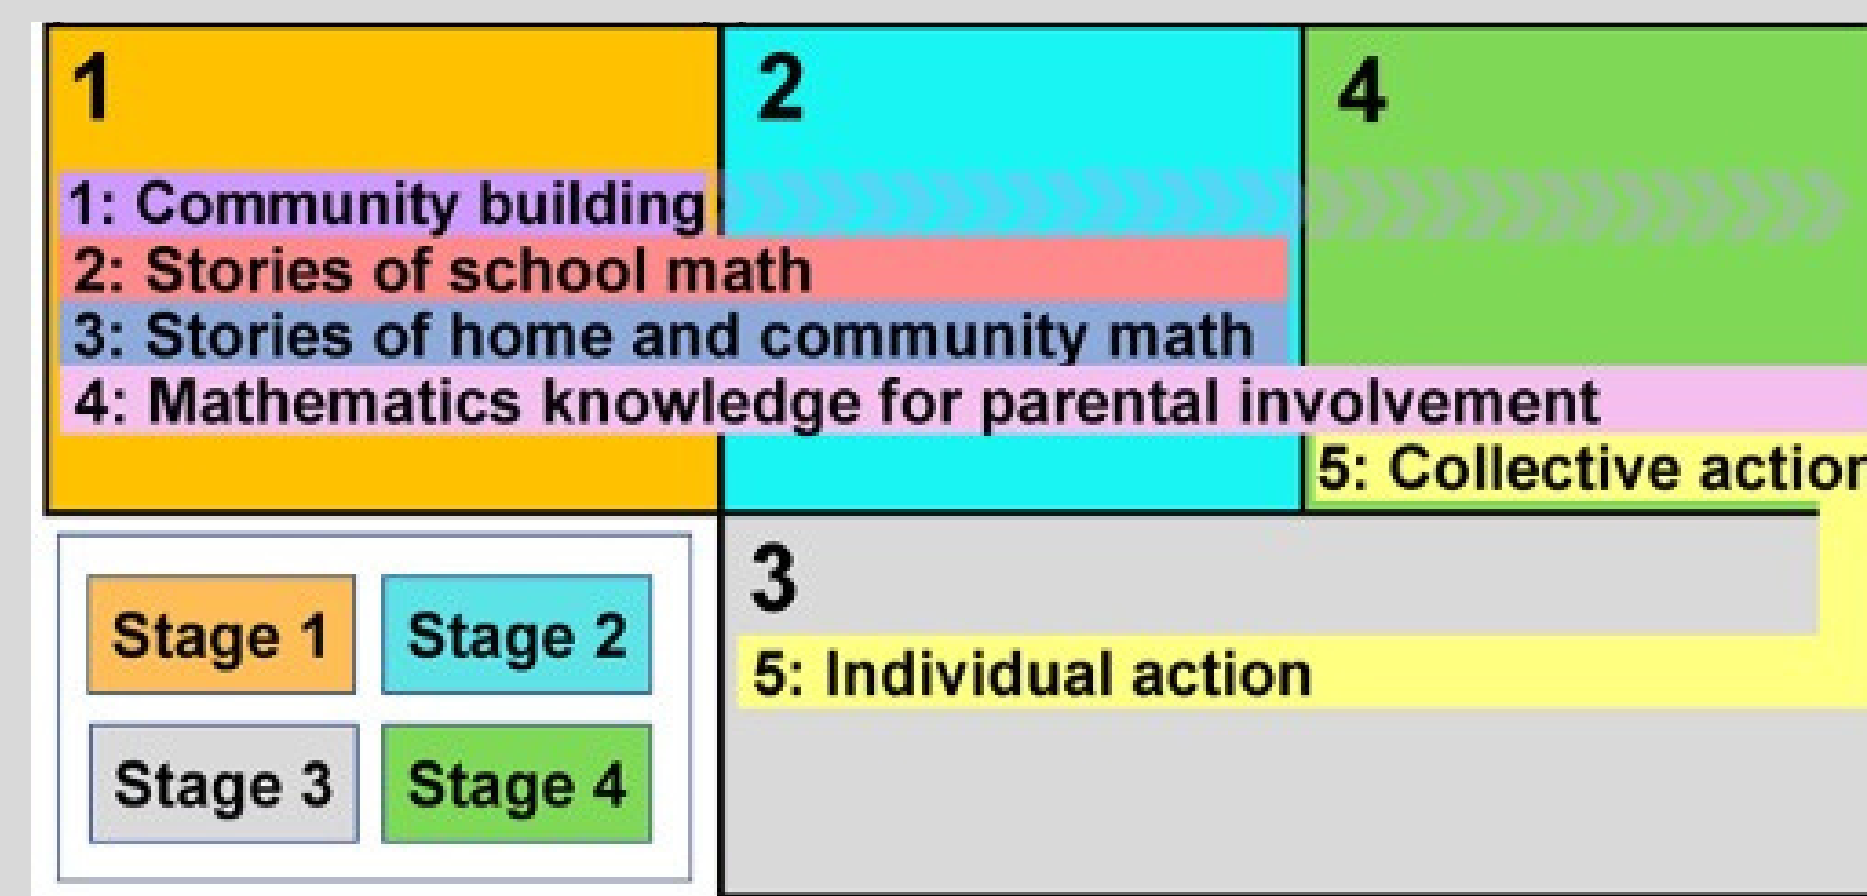 1
2
4
1: Community building
2: Stories of school math
3: Stories of home and community math
4: Mathematics knowledge for parental involvement
5: Collective action
3
5: Individual action
Stage 1
Stage 2
Stage 3
Stage 4